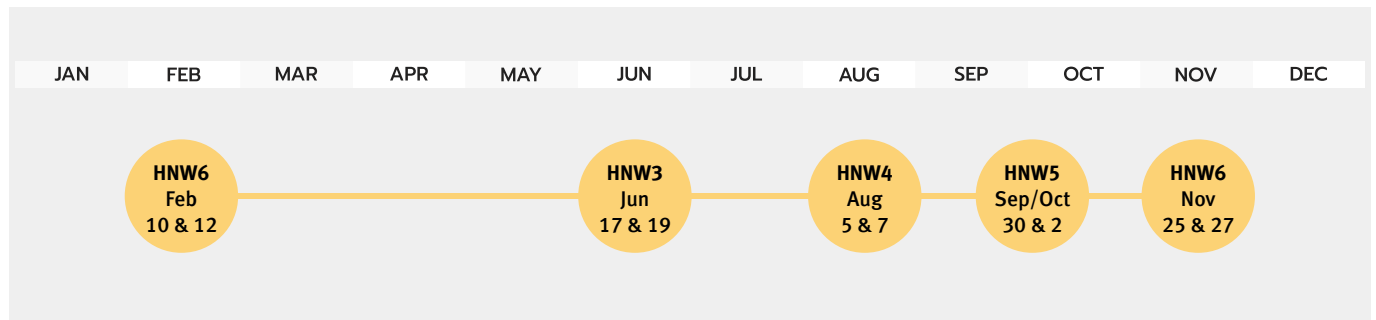 JAN FEB MAR APR MAY JUN JUL AUG SEP OCT NOV DEC
HNW6
Feb
10 & 12
HNW3
Jun
17 & 19
HNW4
Aug
5 & 7
HNW5
Sep/Oct
30 & 2
HNW6
Nov
25 & 27